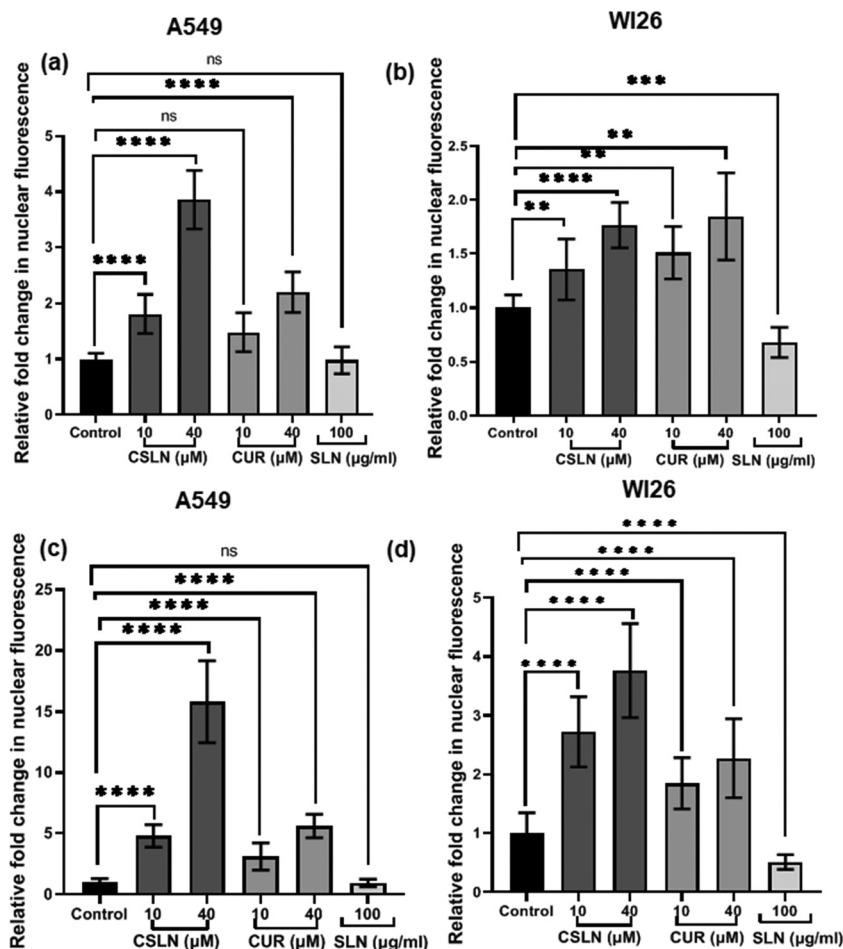 A549
(a)
ns
****
ns
****
****
Relative fold change in nuclear fluorescence
5
4
3
2
1
0
Control
10
40
10
40
100
CSLN (µM)
CUR (µM)
SLN (µg/ml)
WI26
(b)
***
**
**
****
**
Relative fold change in nuclear fluorescence
2.5
2.0
1.5
1.0
0.5
0.0
Control
10
40
10
40
100
CSLN (µM)
CUR (µM)
SLN (µg/ml)
A549
(c)
ns
****
****
****
****
Relative fold change in nuclear fluorescence
25
20
15
10
5
0
Control
10
40
10
40
100
CSLN (µM)
CUR (µM)
SLN (µg/ml)
WI26
(d)
****
****
****
****
****
Relative fold change in nuclear fluorescence
5
4
3
2
1
0
Control
10
40
10
40
100
CSLN (µM)
CUR (µM)
SLN (µg/ml)